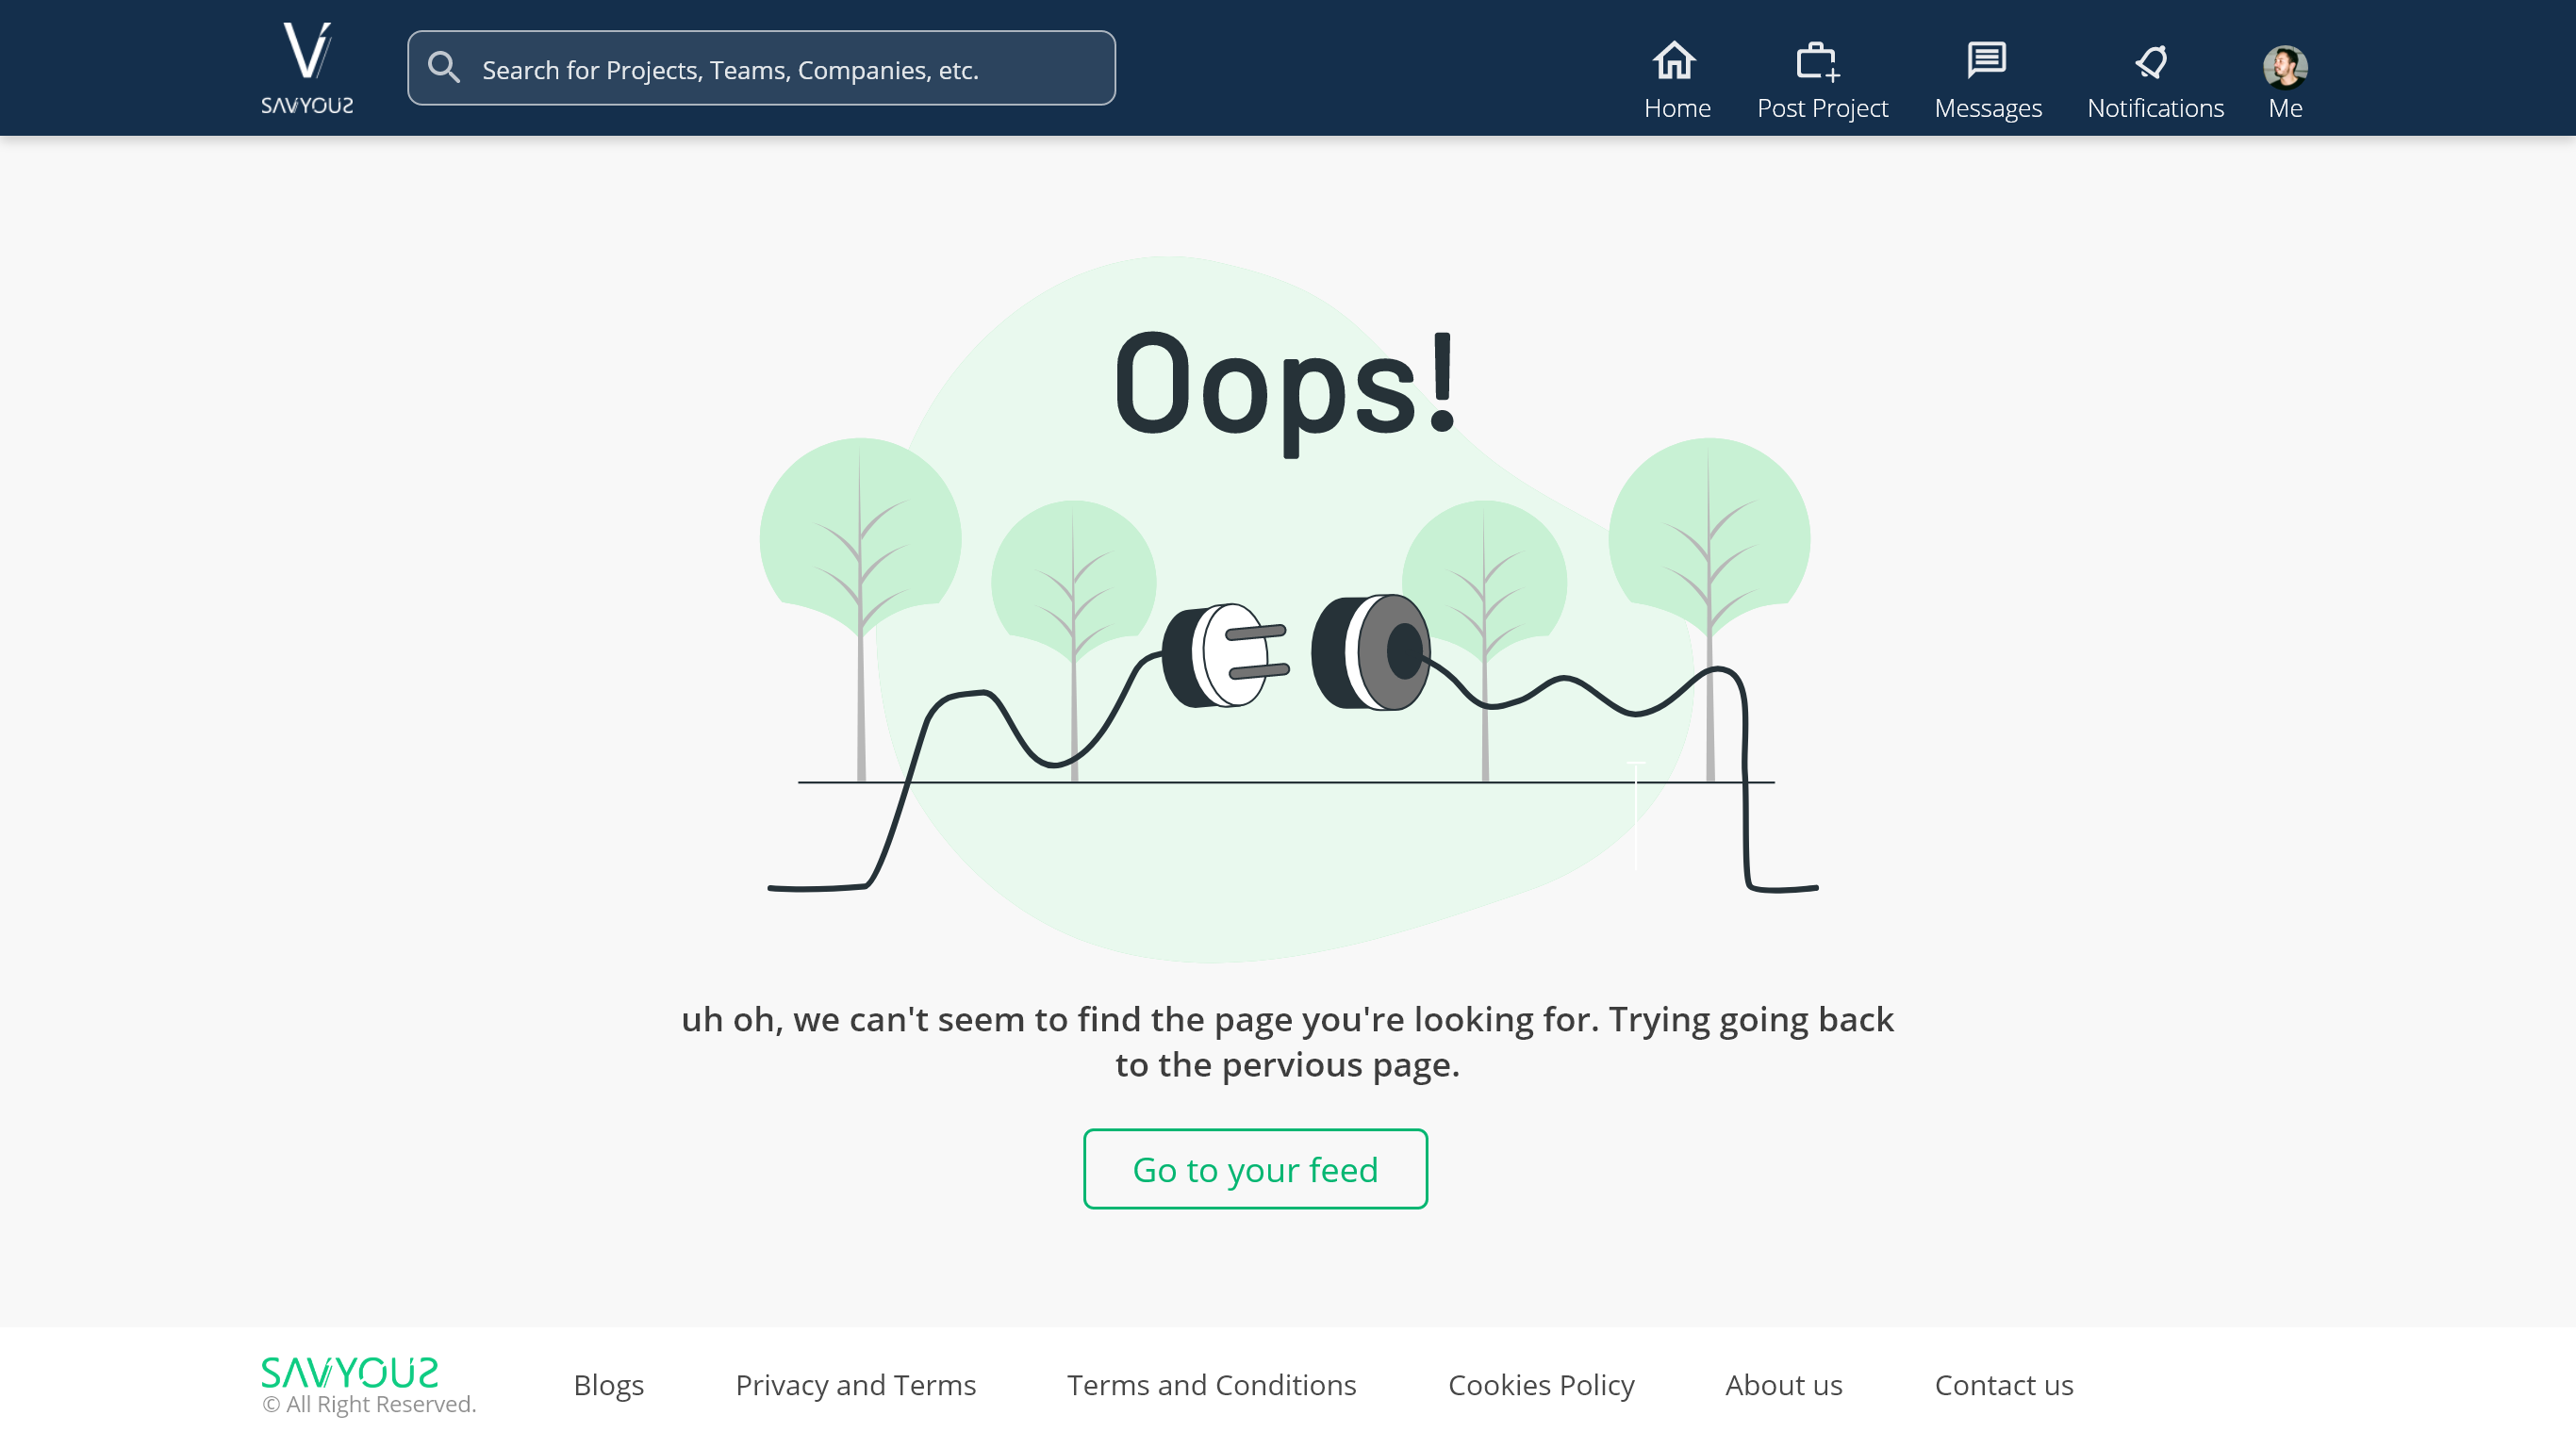 SAVYOUS
Search for Projects, Teams, Companies, etc.
Home
Post Project
Messages
Notifications
Me
Oops!
uh oh, we can't seem to find the page you're looking for. Trying going back
to the pervious page.
Go to your feed
SAVYOUS
© All Right Reserved.
Blogs
Privacy and Terms
Terms and Conditions
Cookies Policy
About us
Contact us